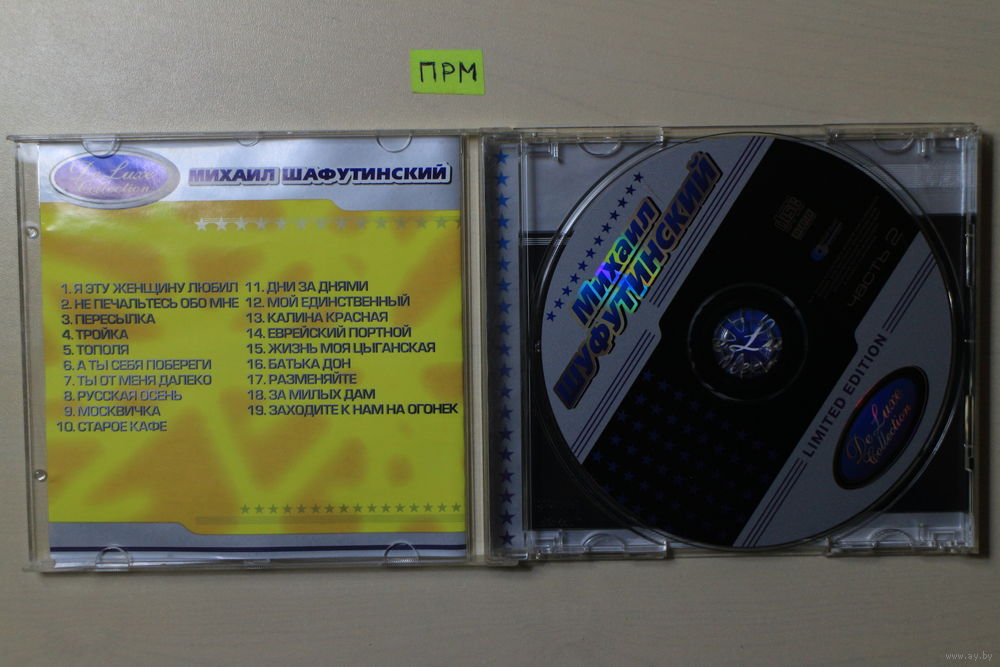 ПРМ
De Luxe
Collection
МИХАИЛ ШАФУТИНСКИЙ
1. Я ЭТУ ЖЕНЩИНУ ЛЮБИЛ
2. НЕ ПЕЧАЛЬТЕСЬ ОБО МНЕ
3. ПЕРЕСЫЛКА
4. ТРОЙКА
5. ТОПОЛЯ
6. А ТЫ СЕБЯ ПОБЕРЕГИ
7. ТЫ ОТ МЕНЯ ДАЛЕКО
8. РУССКАЯ ОСЕНЬ
9. МОСКВИЧКА
10. СТАРОЕ КАФЕ
11. ДНИ ЗА ДНЯМИ
12. МОЙ ЕДИНСТВЕННЫЙ
13. КАЛИНА КРАСНАЯ
14. ЕВРЕЙСКИЙ ПОРТНОЙ
15. ЖИЗНЬ МОЯ ЦЫГАНСКАЯ
16. БАТЬКА ДОН
17. РАЗМЕНЯЙТЕ
18. ЗА МИЛЫХ ДАМ
19. ЗАХОДИТЕ К НАМ НА ОГОНЕК
Михаил
ШУФУТИНСКИЙ
ЧАСТЬ 2
LIMITED EDITION
De Luxe
Collection
www.ay.by